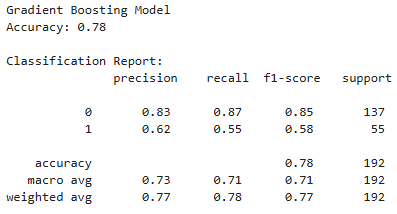 Gradient Boosting Model
Accuracy: 0.78
Classification Report:
precision recall f1-score support
0 0.83 0.87 0.85 137
1 0.62 0.55 0.58 55
accuracy 0.78 192
macro avg 0.73 0.71 0.71 192
weighted avg 0.77 0.78 0.77 192